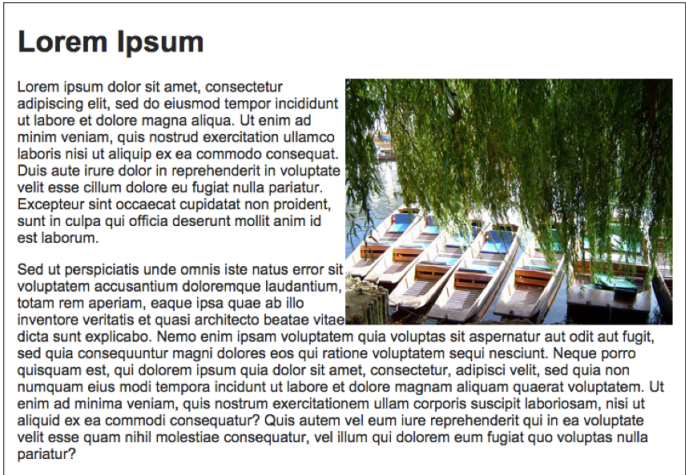 Lorem Ipsum
Lorem ipsum dolor sit amet, consectetur
adipiscing elit, sed do eiusmod tempor incididunt
ut labore et dolore magna aliqua. Ut enim ad
minim veniam, quis nostrud exercitation ullamco
laboris nisi ut aliquip ex ea commodo consequat.
Duis aute irure dolor in reprehenderit in voluptate
velit esse cillum dolore eu fugiat nulla pariatur.
Excepteur sint occaecat cupidatat non proident,
sunt in culpa qui officia deserunt mollit anim id
est laborum.
Sed ut perspiciatis unde omnis iste natus error sit
voluptatem accusantium doloremque laudantium,
totam rem aperiam, eaque ipsa quae ab illo
inventore veritatis et quasi architecto beatae vitae
dicta sunt explicabo. Nemo enim ipsam voluptatem quia voluptas sit aspernatur aut odit aut fugit,
sed quia consequuntur magni dolores eos qui ratione voluptatem sequi nesciunt. Neque porro
quisquam est, qui dolorem ipsum quia dolor sit amet, consectetur, adipisci velit, sed quia non
numquam eius modi tempora incidunt ut labore et dolore magnam aliquam quaerat voluptatem. Ut
enim ad minima veniam, quis nostrum exercitationem ullam corporis suscipit laboriosam, nisi ut
aliquid ex ea commodi consequatur? Quis autem vel eum iure reprehenderit qui in ea voluptate
velit esse quam nihil molestiae consequatur, vel illum qui dolorem eum fugiat quo voluptas nulla
pariatur?